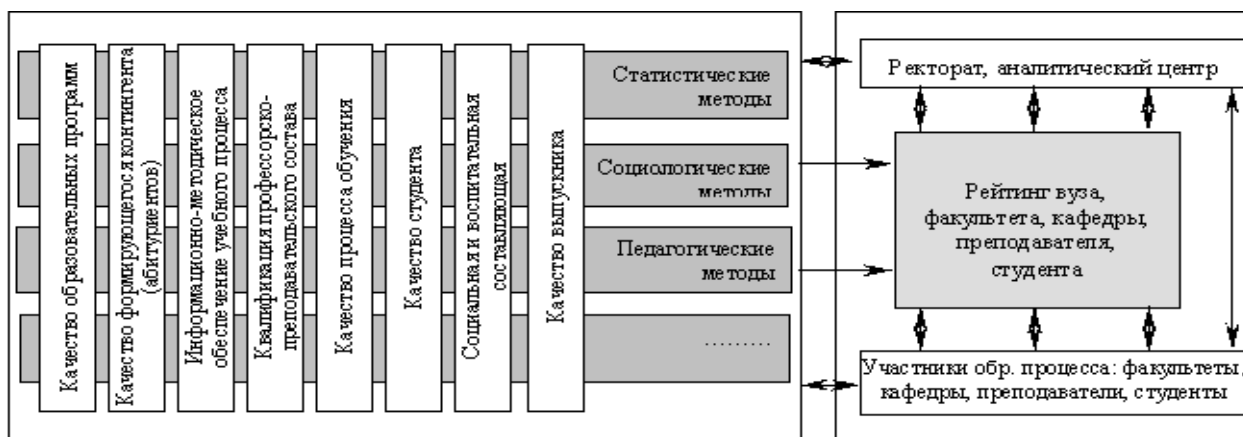 Качество образовательных программ
Качество формирующегося контингента
(абитуриентов)
Информационно-методическое
обеспечение учебного процесса
Квалификация профессорско-
преподавательского состава
Качество процесса обучения
Качество студента
Социальная и воспитательная
составляющая
Качество выпускника
Статистические
методы
Социологические
методы
Педагогические
методы
.........
Ректорат, аналитический центр
Рейтинг вуза,
факультета, кафедры,
преподавателя,
студента
Участники обр. процесса: факультеты,
кафедры, преподаватели, студенты